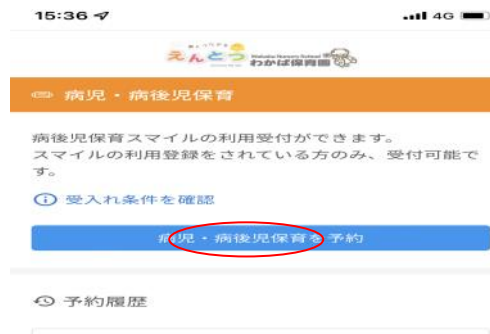 15:36
4G
えんとつ
わかば保育園
病児・病後児保育
病後児保育スマイルの利用受付ができます。
スマイルの利用登録をされている方のみ、受付可能で
す。
受入れ条件を確認
病児・病後児保育を予約
予約履歴